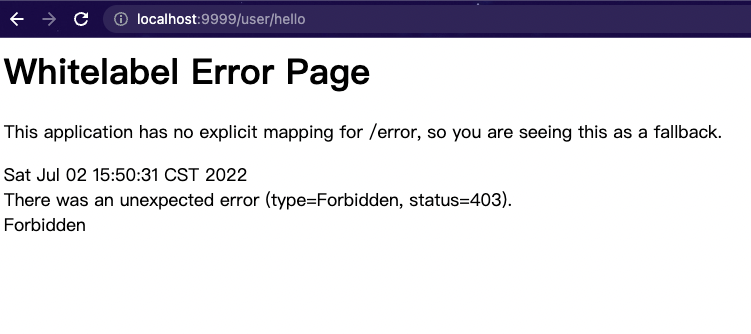 localhost:9999/user/hello
Whitelabel Error Page
This application has no explicit mapping for /error, so you are seeing this as a fallback.
Sat Jul 02 15:50:31 CST 2022
There was an unexpected error (type=Forbidden, status=403).
Forbidden